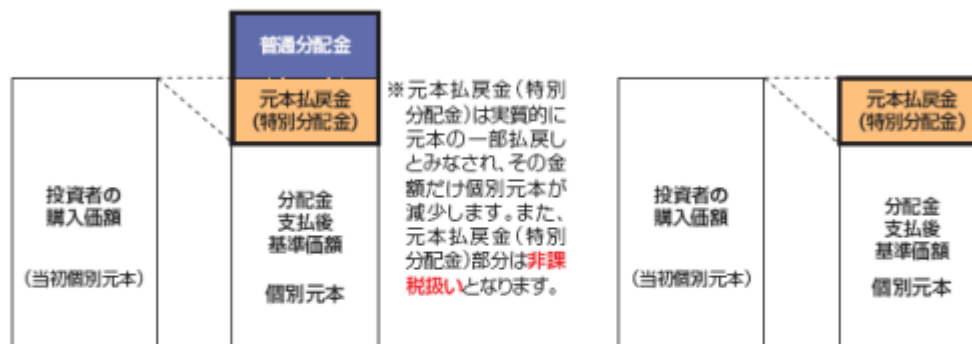 普通分配金
元本払戻金
(特別分配金)
投資者の
購入価額
(当初個別元本)
分配金
支払後
基準価額
個別元本
※元本払戻金(特別
分配金)は実質的に
元本の一部払戻し
とみなされ、その金
額だけ個別元本が
減少します。また、
元本払戻金(特別
分配金)部分は非課
税扱いとなります。
元本払戻金
(特別分配金)
投資者の
購入価額
(当初個別元本)
分配金
支払後
基準価額
個別元本